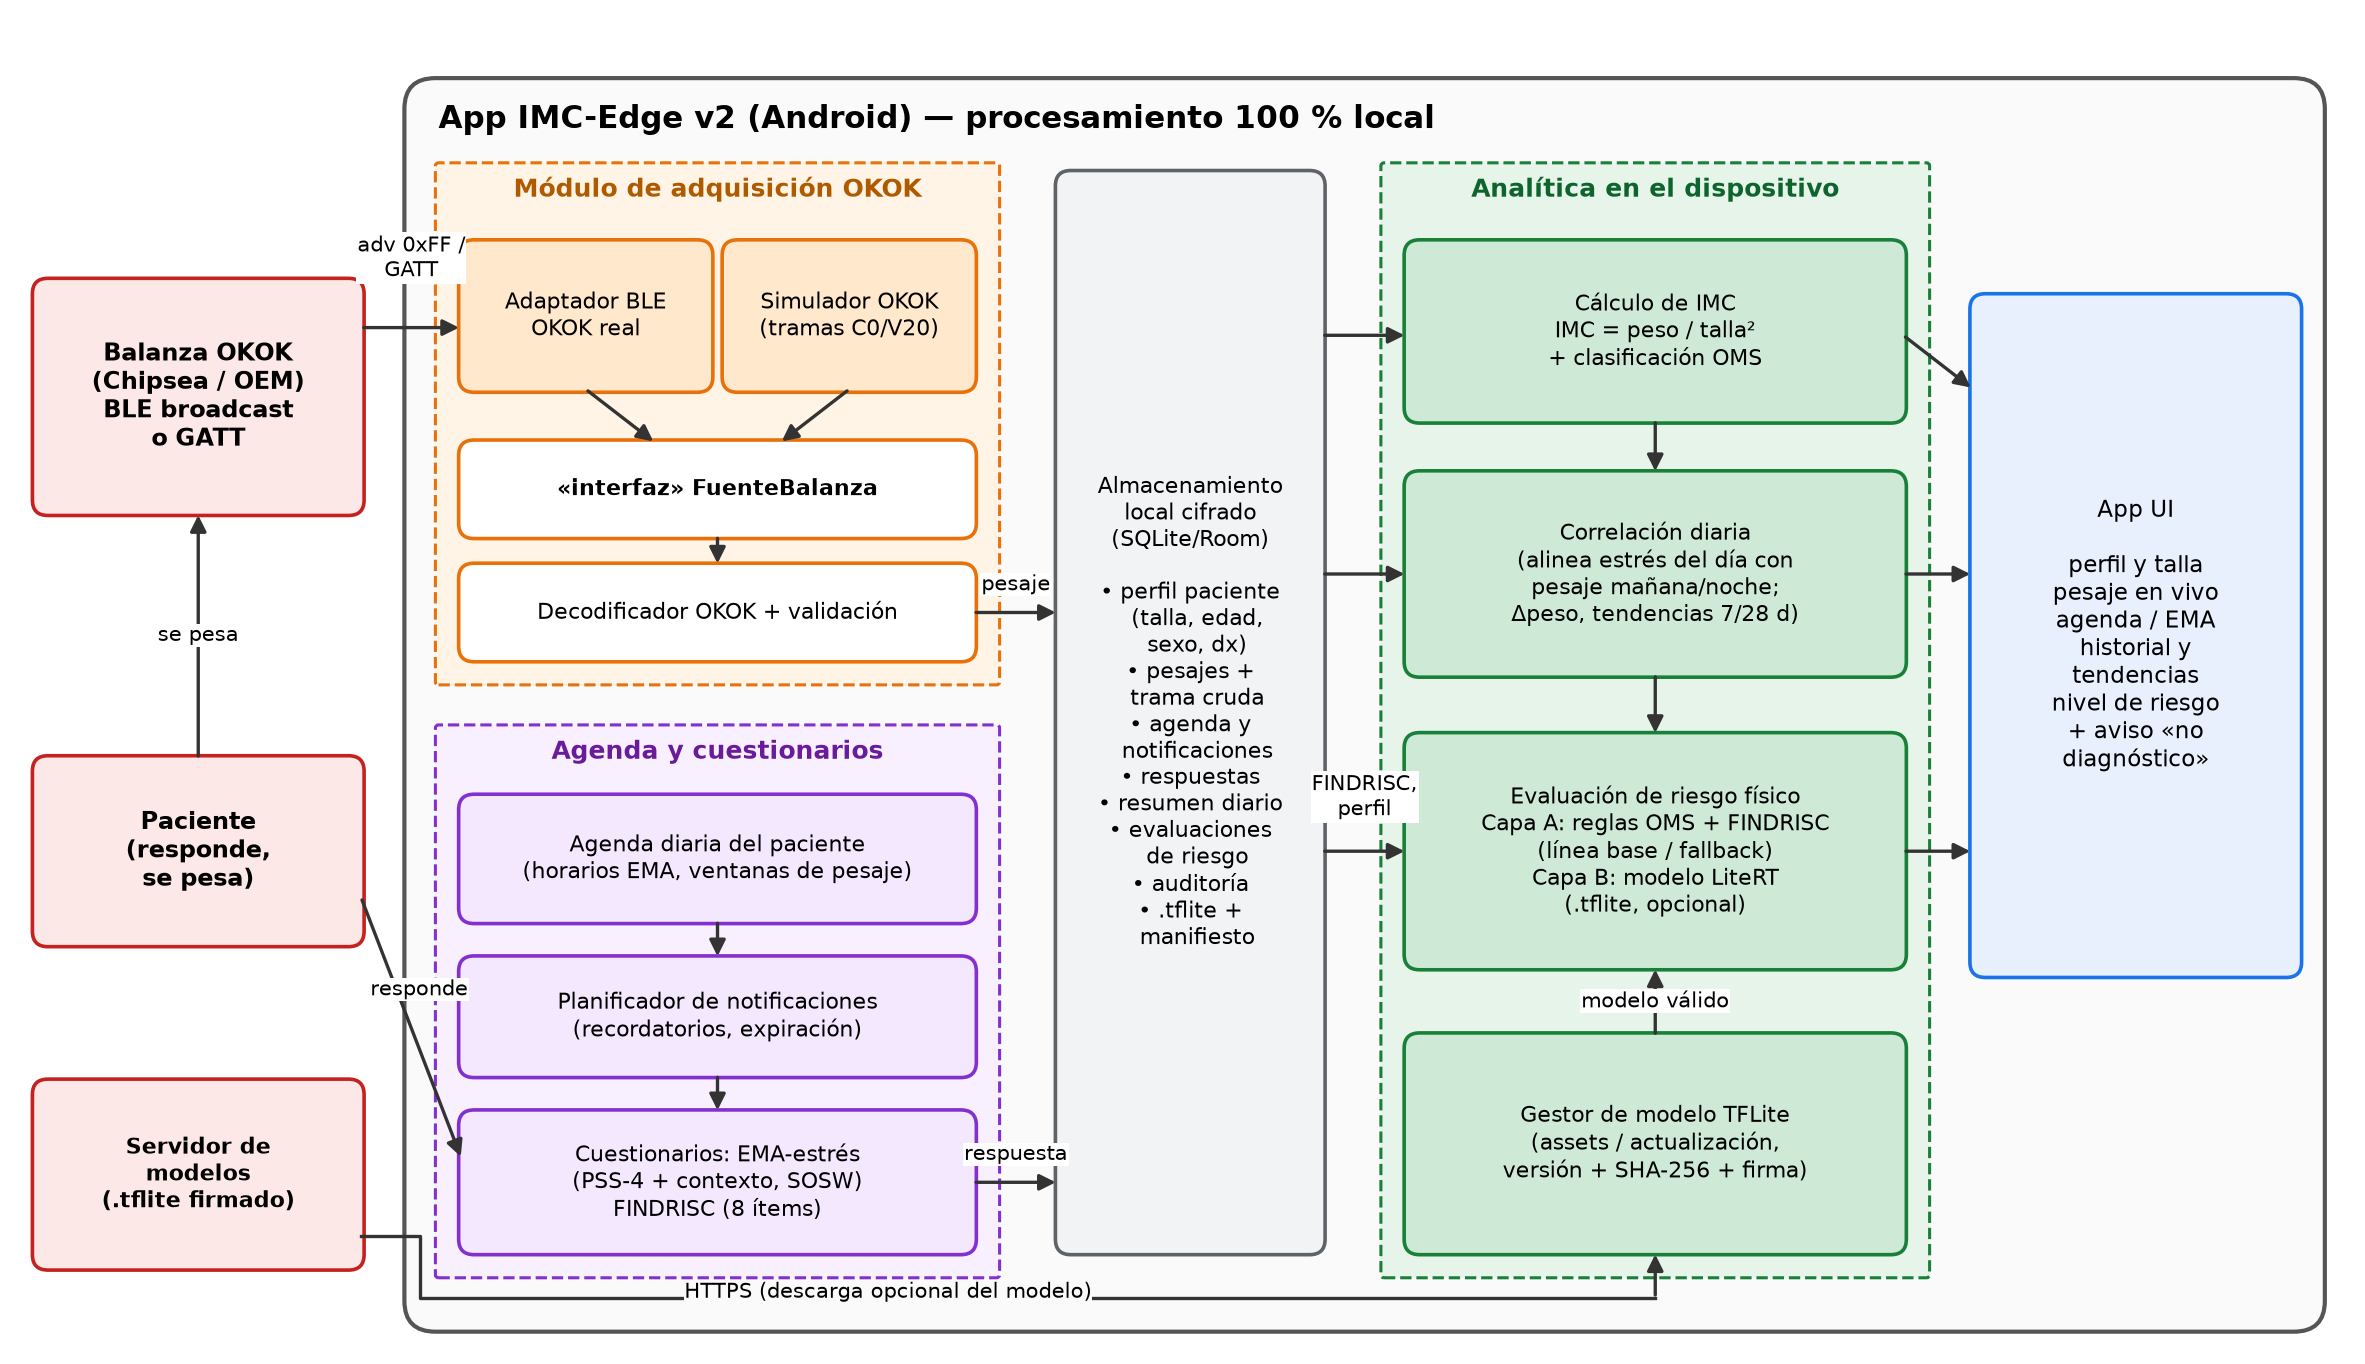 App IMC-Edge v2 (Android) — procesamiento 100 % local
Módulo de adquisición OKOK
adv 0xFF /
GATT
Adaptador BLE
OKOK real
Simulador OKOK
(tramas C0/V20)
«interfaz» FuenteBalanza
Decodificador OKOK + validación
pesaje
Balanza OKOK
(Chipsea / OEM)
BLE broadcast
o GATT
se pesa
Paciente
(responde,
se pesa)
responde
Servidor de
modelos
(.tflite firmado)
Agenda y cuestionarios
Agenda diaria del paciente
(horarios EMA, ventanas de pesaje)
Planificador de notificaciones
(recordatorios, expiración)
Cuestionarios: EMA-estrés
(PSS-4 + contexto, SOSW)
FINDRISC (8 ítems)
respuesta
HTTPS (descarga opcional del modelo)
Almacenamiento
local cifrado
(SQLite/Room)
• perfil paciente
(talla, edad,
sexo, dx)
• pesajes +
trama cruda
• agenda y
notificaciones
• respuestas
• resumen diario
• evaluaciones
de riesgo
• auditoría
• .tflite +
manifiesto
FINDRISC,
perfil
Analítica en el dispositivo
Cálculo de IMC
IMC = peso / talla²
+ clasificación OMS
Correlación diaria
(alinea estrés del día con
pesaje mañana/noche;
Δpeso, tendencias 7/28 d)
Evaluación de riesgo físico
Capa A: reglas OMS + FINDRISC
(línea base / fallback)
Capa B: modelo LiteRT
(.tflite, opcional)
modelo válido
Gestor de modelo TFLite
(assets / actualización,
versión + SHA-256 + firma)
App UI
perfil y talla
pesaje en vivo
agenda / EMA
historial y
tendencias
nivel de riesgo
+ aviso «no
diagnóstico»